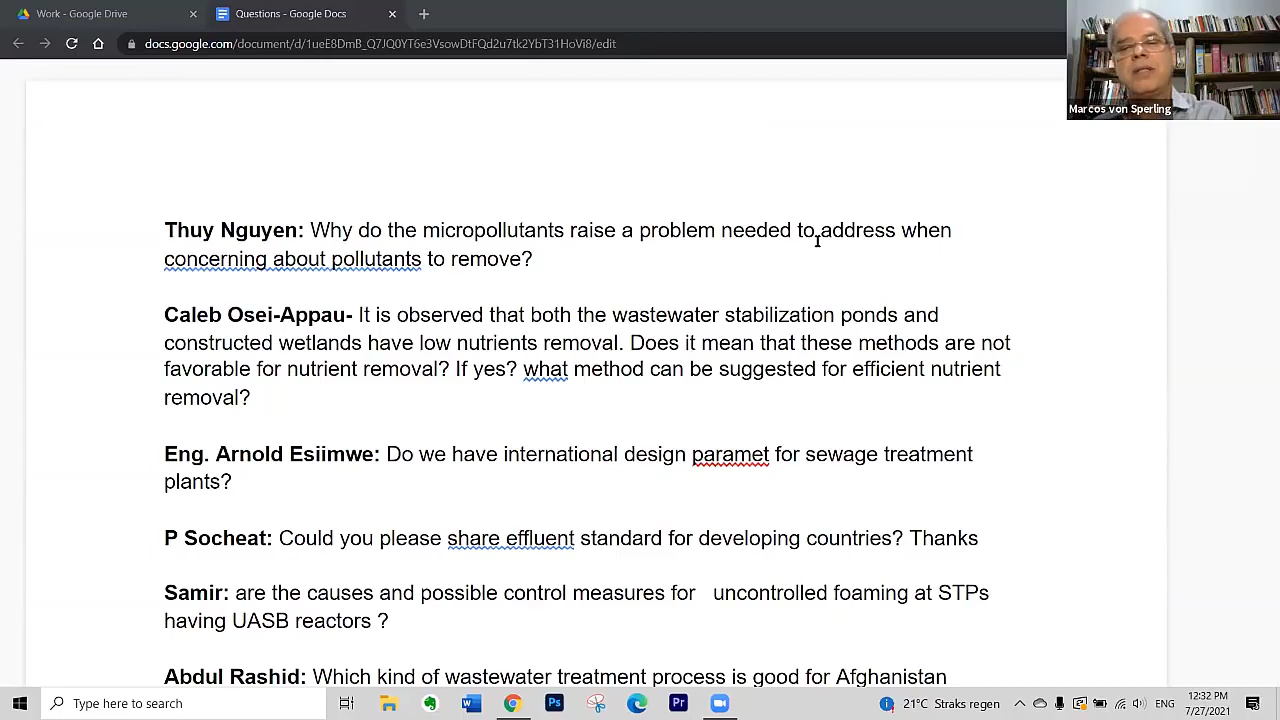 Work - Google Drive
Questions - Google Docs
docs.google.com/document/d/1ueE8DmB_Q7JQ0YT6e3VsowDtFQd2u7tk2YbT31HoVi8/edit
Marcos von Sperling
Thuy Nguyen: Why do the micropollutants raise a problem needed to address when
concerning about pollutants to remove?
Caleb Osei-Appau- It is observed that both the wastewater stabilization ponds and
constructed wetlands have low nutrients removal. Does it mean that these methods are not
favorable for nutrient removal? If yes? what method can be suggested for efficient nutrient
removal?
Eng. Arnold Esiimwe: Do we have international design paramet for sewage treatment
plants?
P Socheat: Could you please share effluent standard for developing countries? Thanks
Samir: are the causes and possible control measures for uncontrolled foaming at STPs
having UASB reactors ?
Abdul Rashid: Which kind of wastewater treatment process is good for Afghanistan
Type here to search
Ps
Pr
21°C Straks regen
ENG
12:32 PM
7/27/2021